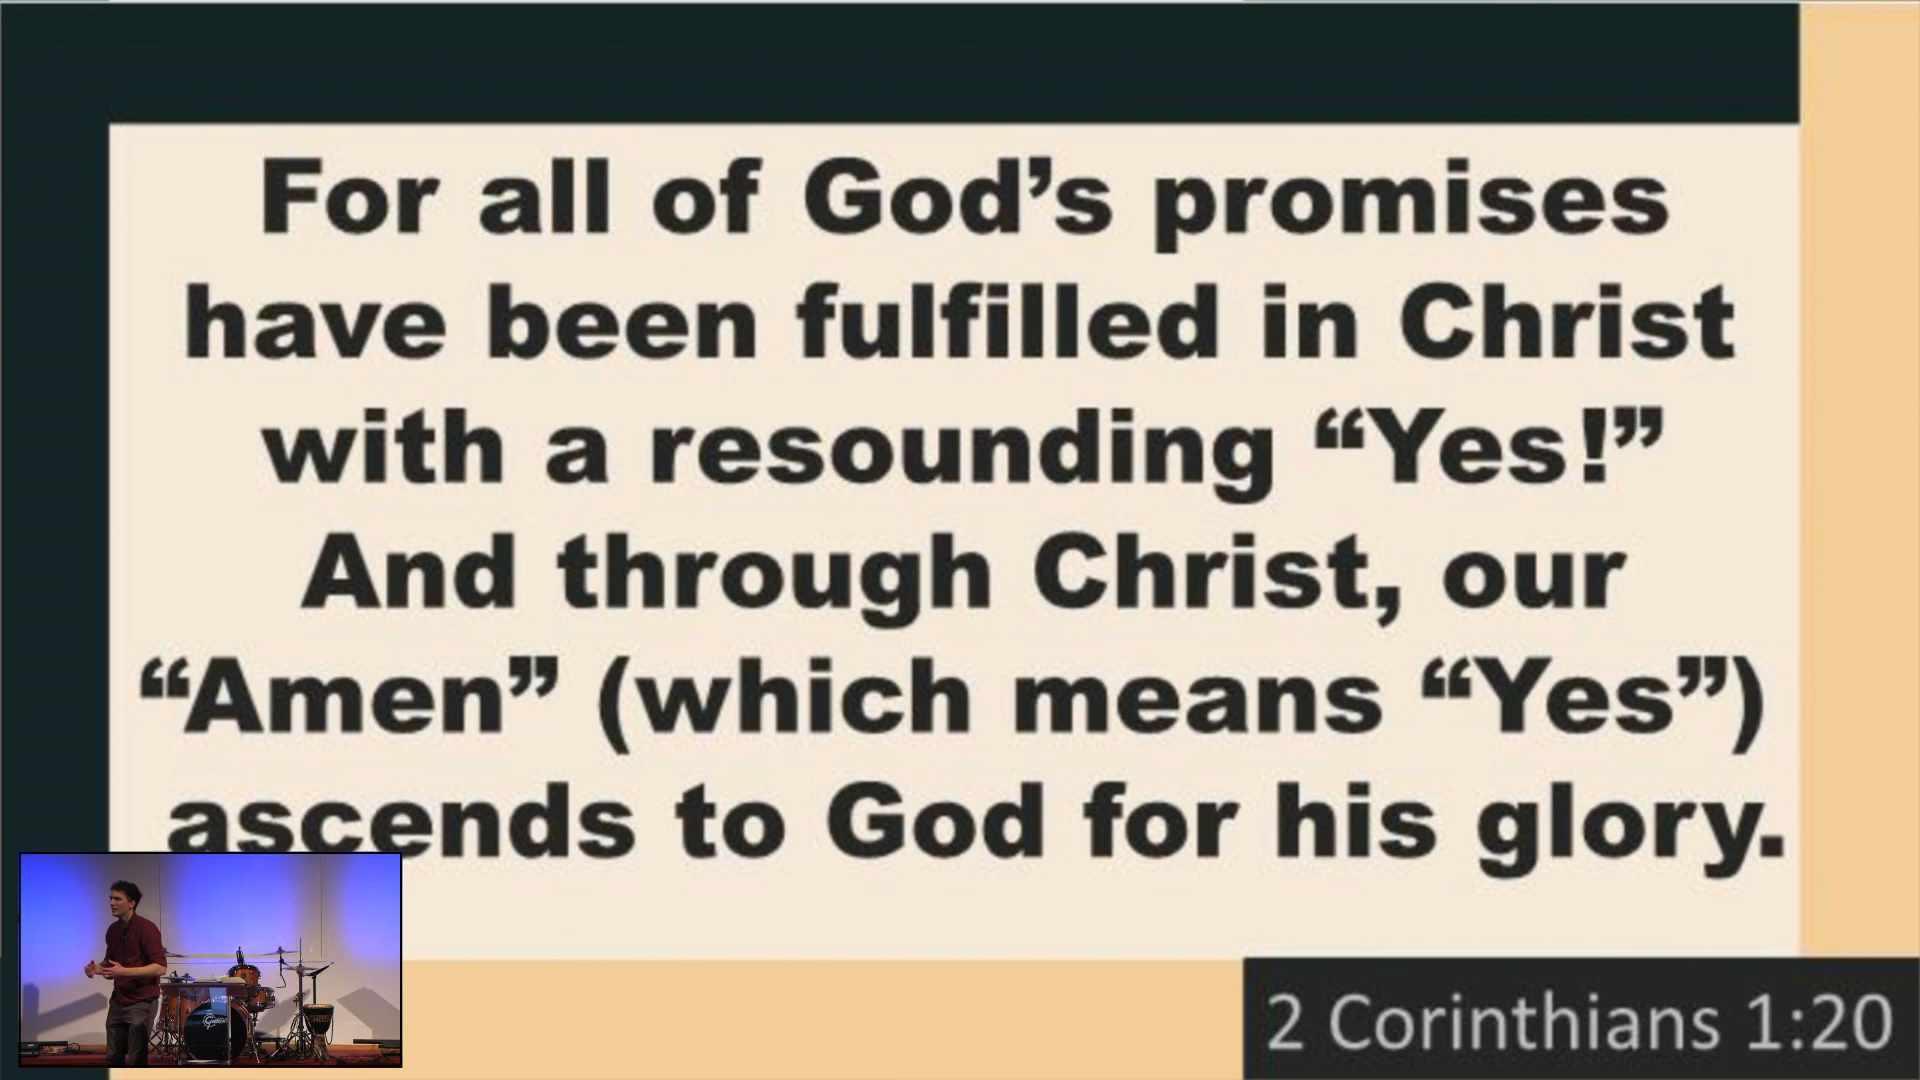 For all of God’s promises
have been fulfilled in Christ
with a resounding “Yes!”
And through Christ, our
“Amen” (which means “Yes”)
ascends to God for his glory.
2 Corinthians 1:20